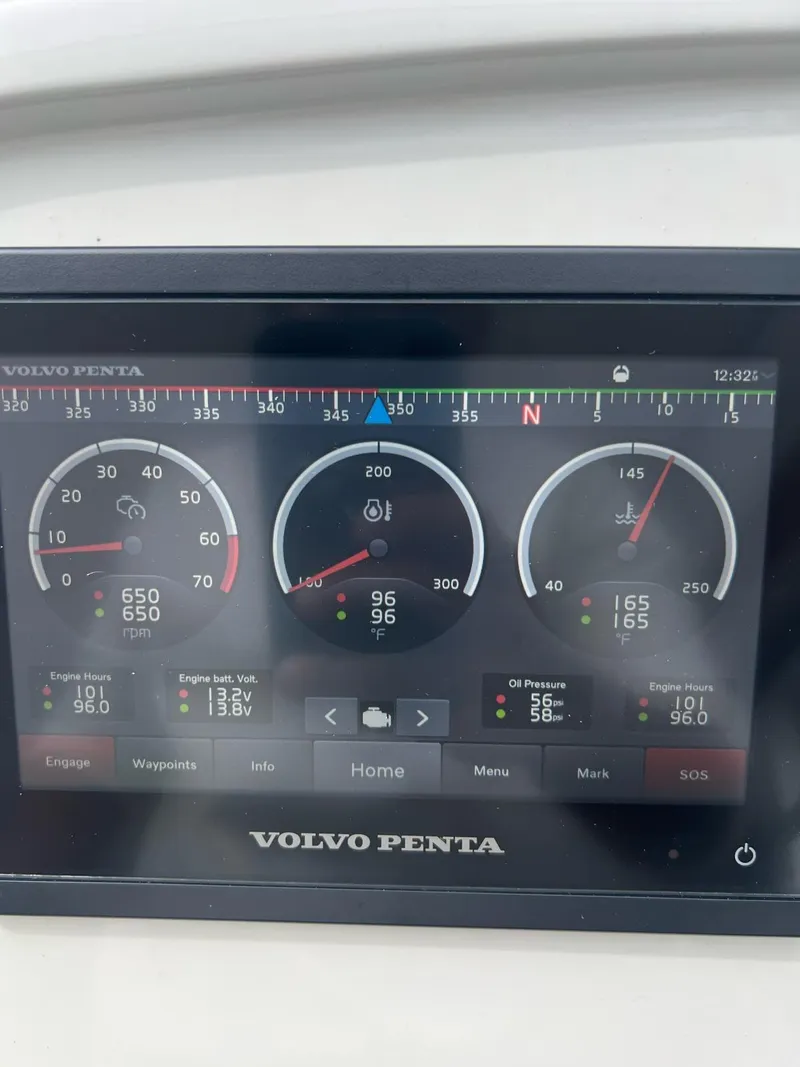 VOLVO PENTA
12:32
320 325 330 335 340 345 350 355 N 5 10 15
0 10 20 30 40 50 60 70
650
650
rpm
100 200 300
96
96
°F
40 145 250
165
165
°F
Engine Hours
101
96.0
Engine batt. Volt.
13.2v
13.8v
Oil Pressure
56psi
58psi
Engine Hours
101
96.0
< >
Engage Waypoints Info Home Menu Mark SOS
VOLVO PENTA